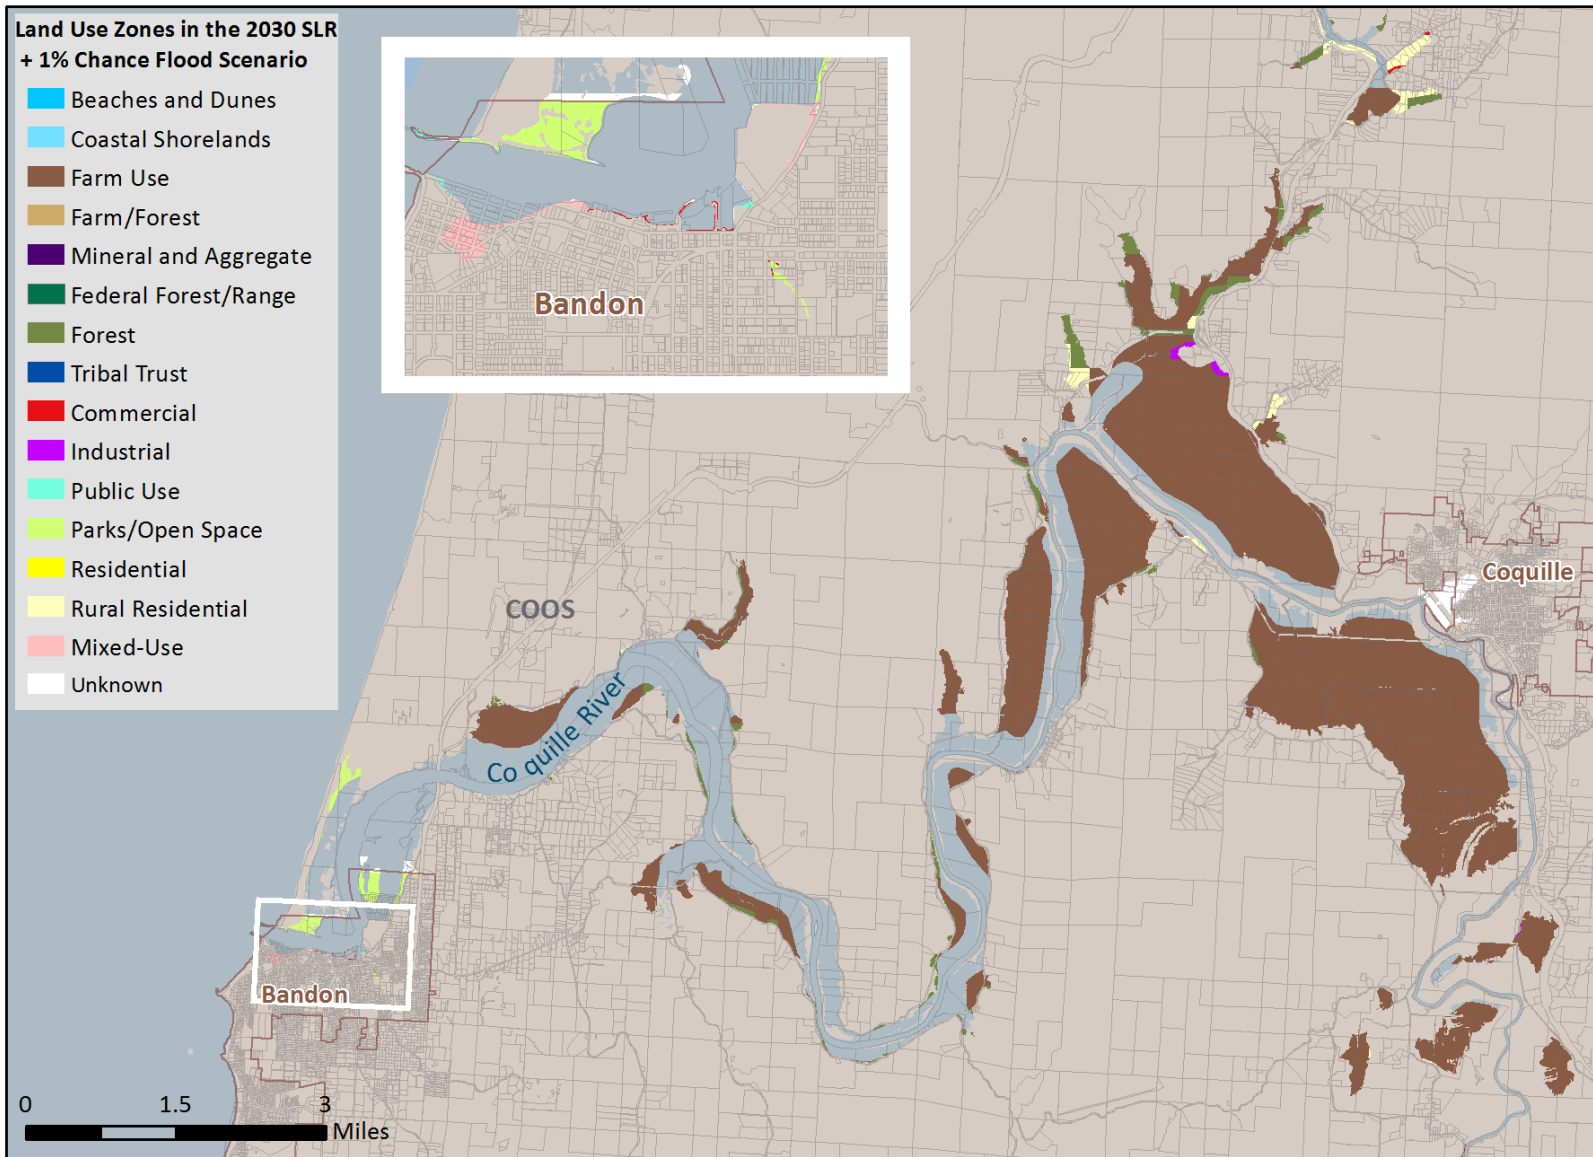 Land Use Zones in the 2030 SLR
+ 1% Chance Flood Scenario
Beaches and Dunes
Coastal Shorelands
Farm Use
Farm/Forest
Mineral and Aggregate
Federal Forest/Range
Forest
Tribal Trust
Commercial
Industrial
Public Use
Parks/Open Space
Residential
Rural Residential
Mixed-Use
Unknown
Bandon
Coquille
COOS
Co quille River
Bandon
0 1.5 3
Miles